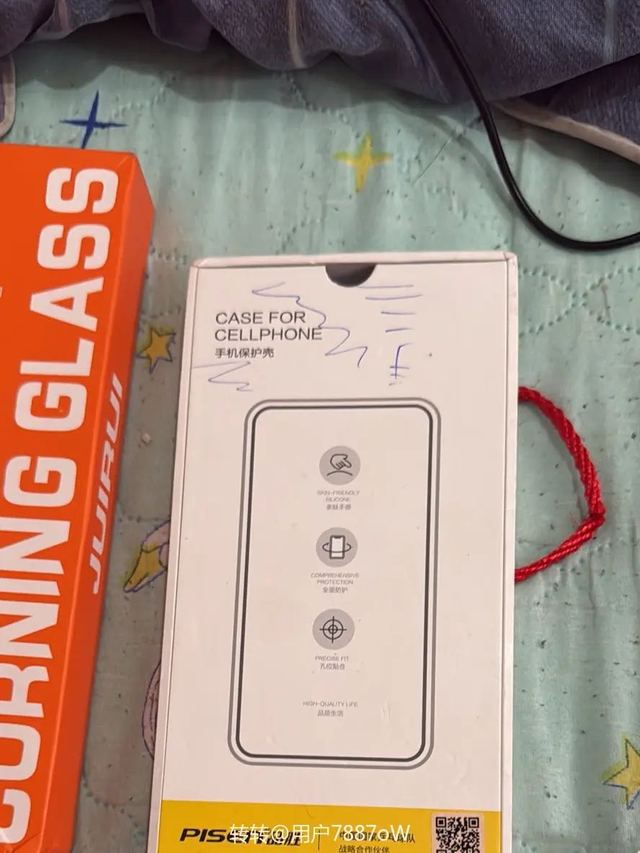 CORNING GLASS
JUIRUI
CASE FOR
CELLPHONE
手机保护壳
SKIN-FRIENDLY
SILICONE
亲肤手感
COMPREHENSIVE
PROTECTION
全面防护
PRECISE FIT
孔位贴合
HIGH-QUALITY LIFE
品质生活
转转@用户7887oW
战略合作伙伴